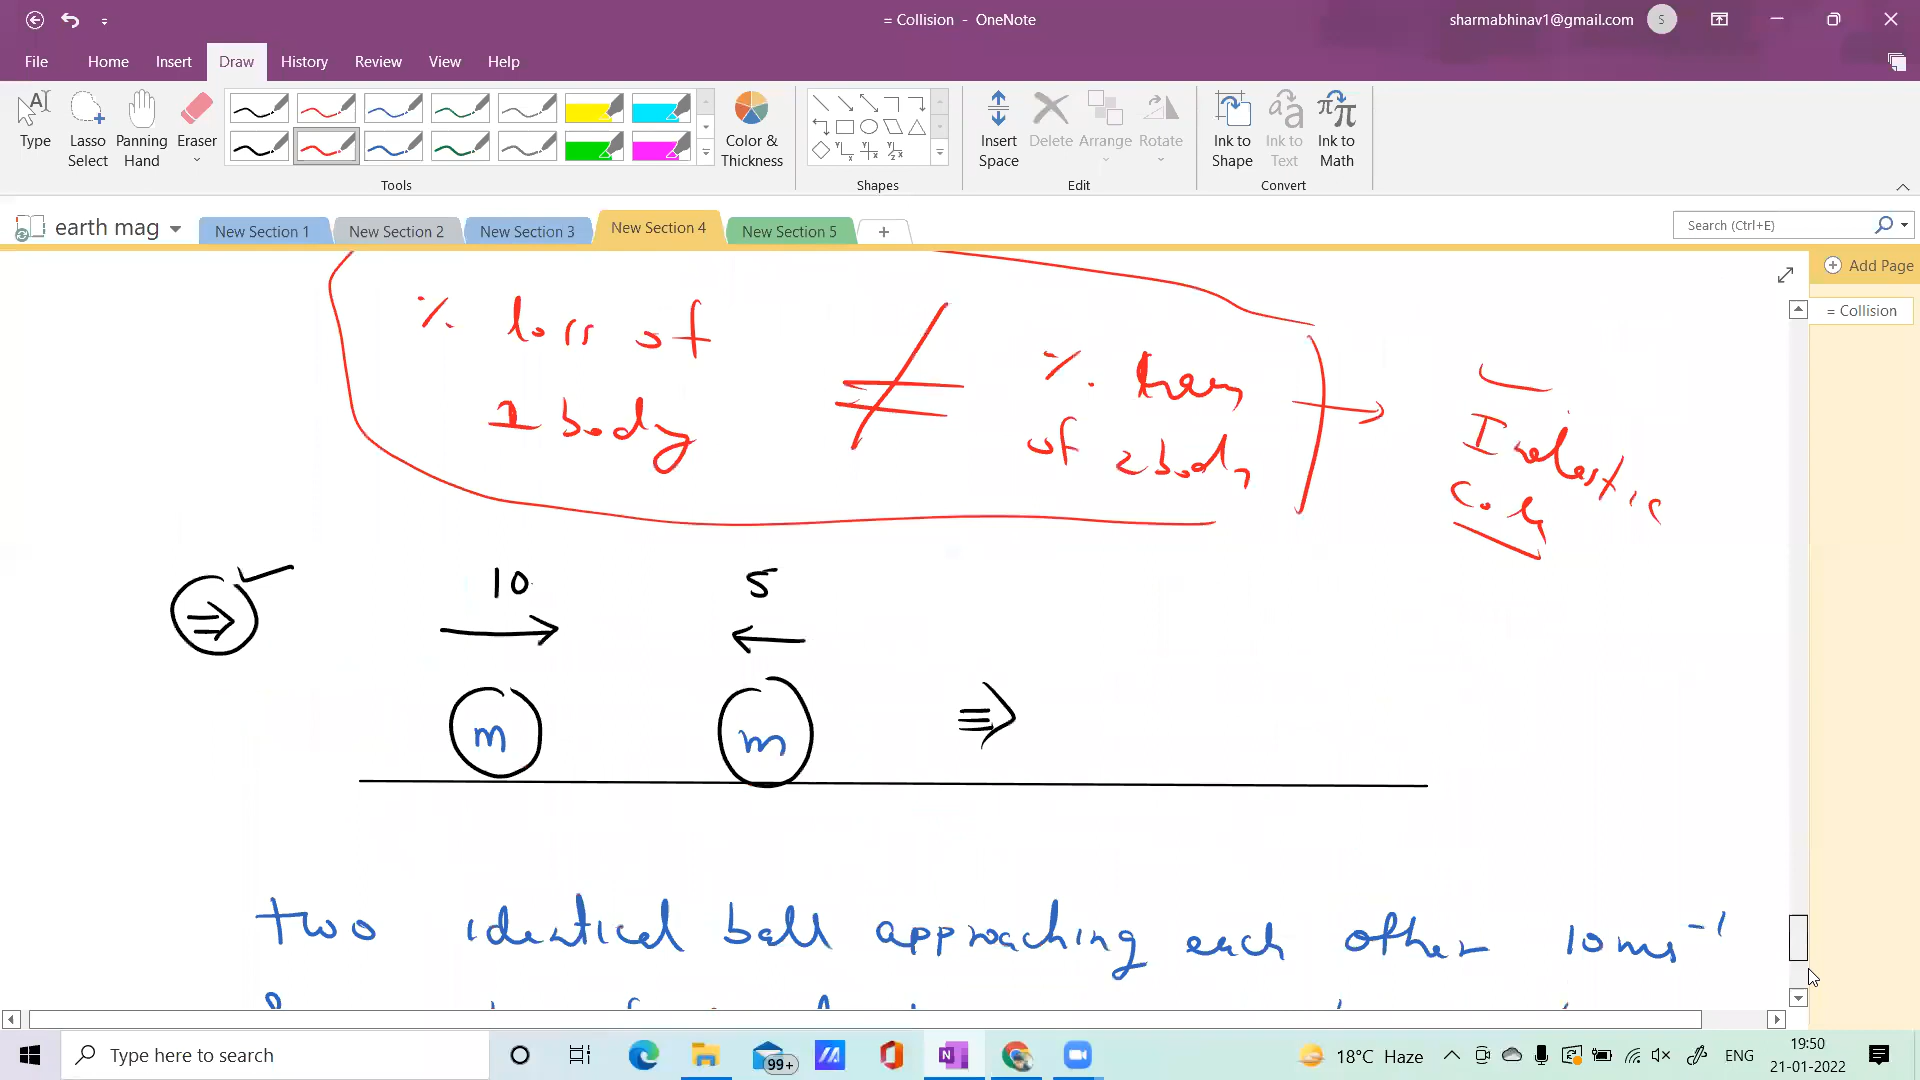 = Collision - OneNote
sharmabhinav1@gmail.com
S
File Home Insert Draw History Review View Help
Type
Lasso Select
Panning Hand
Eraser
Color & Thickness
Insert Space
Delete
Arrange
Rotate
Ink to Shape
Ink to Text
Ink to Math
Tools
Shapes
Edit
Convert
earth mag
New Section 1
New Section 2
New Section 3
New Section 4
New Section 5
+
Search (Ctrl+E)
Add Page
= Collision
% loss of
1 body
≠
%
of 2 body
Inelastic
10
5
m
m
two identical ball approaching each other 10 ms⁻¹
Type here to search
99+
18°C Haze
ENG
19:50
21-01-2022